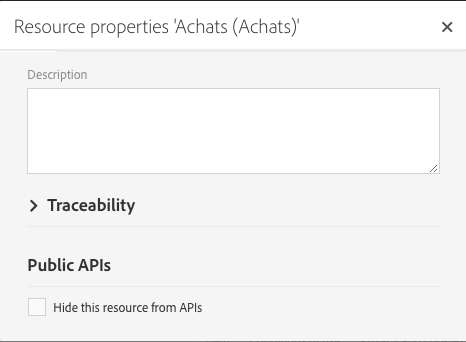 Resource properties 'Achats (Achats)'
Description
Traceability
Public APIs
Hide this resource from APIs